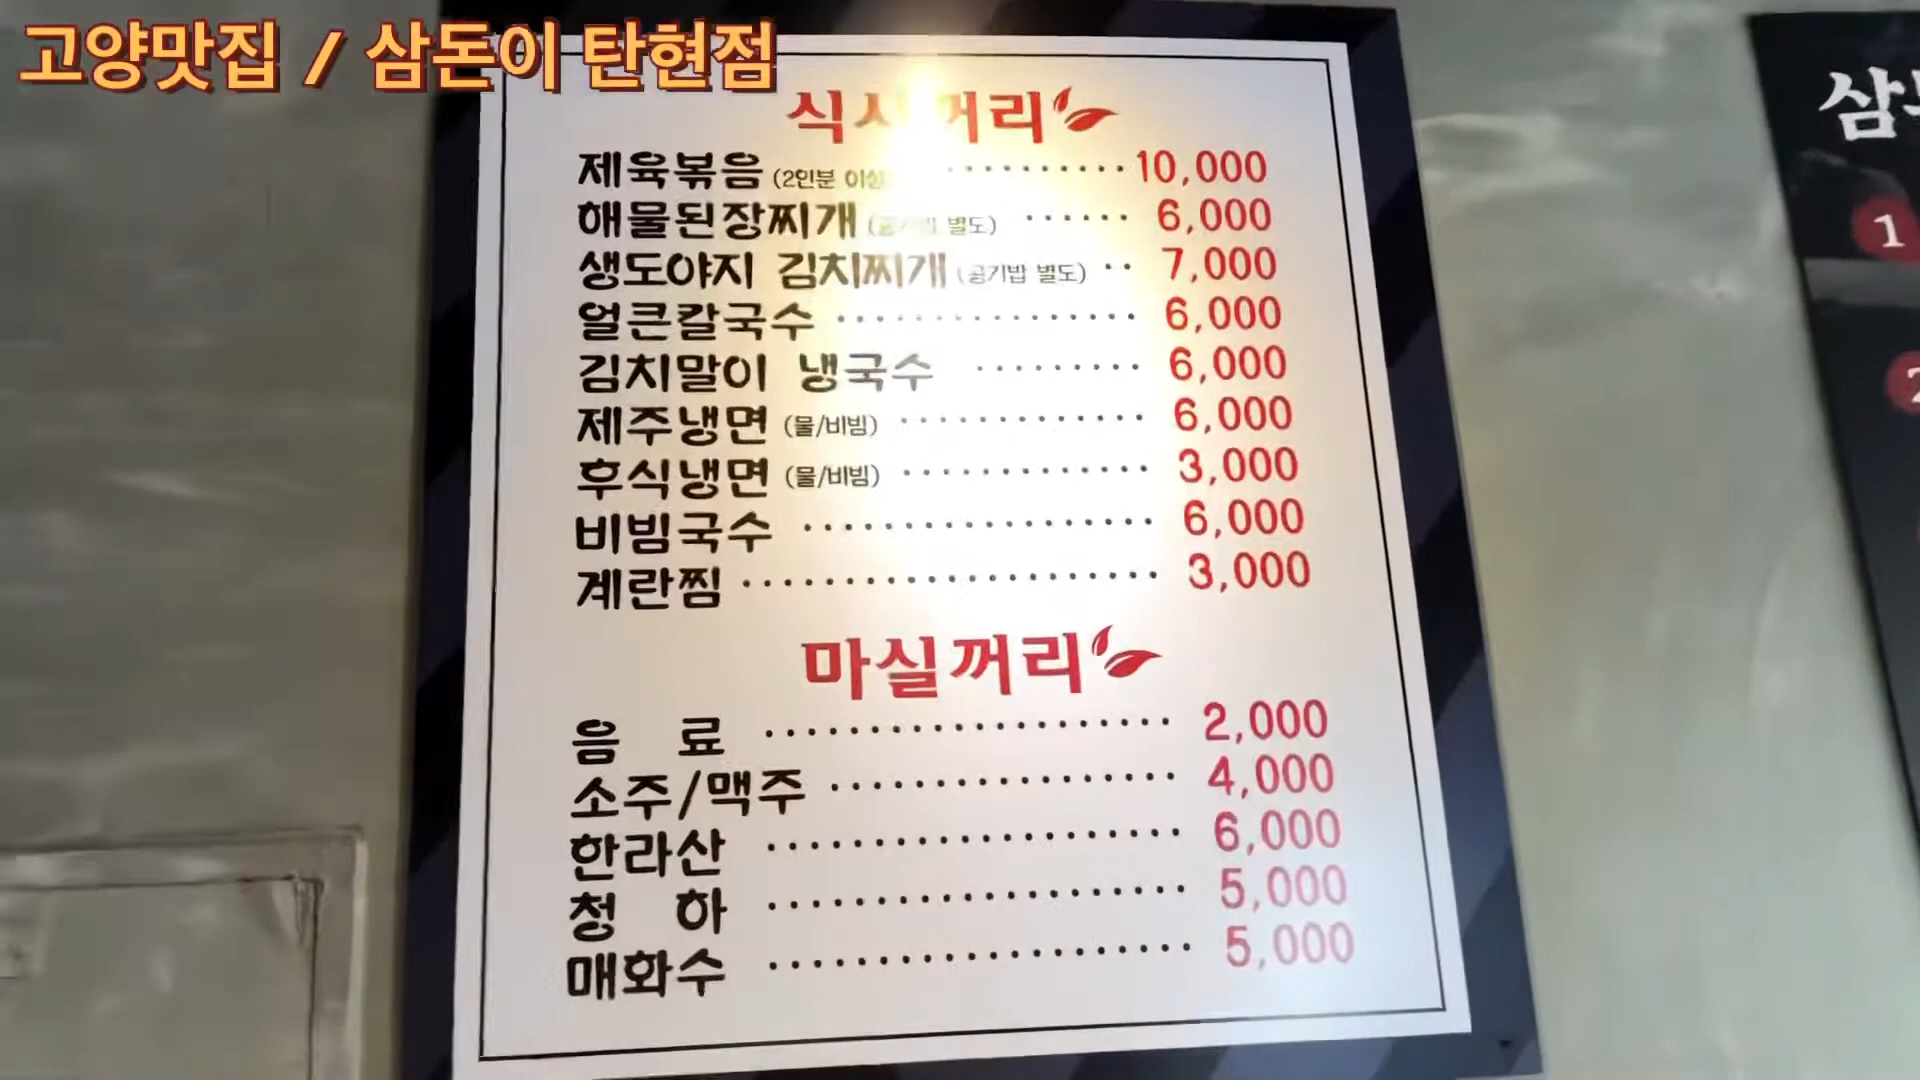 고양맛집 / 삼돈이 탄현점
식사꺼리
제육볶음 (2인분 이상 10,000
해물된장찌개 (공기밥 별도) 6,000
생도야지 김치찌개 (공기밥 별도) 7,000
얼큰칼국수 6,000
김치말이 냉국수 6,000
제주냉면 (물/비빔) 6,000
후식냉면 (물/비빔) 3,000
비빔국수 6,000
계란찜 3,000
마실꺼리
음 료 2,000
소주/맥주 4,000
한라산 6,000
청 하 5,000
매화수 5,000
1
2